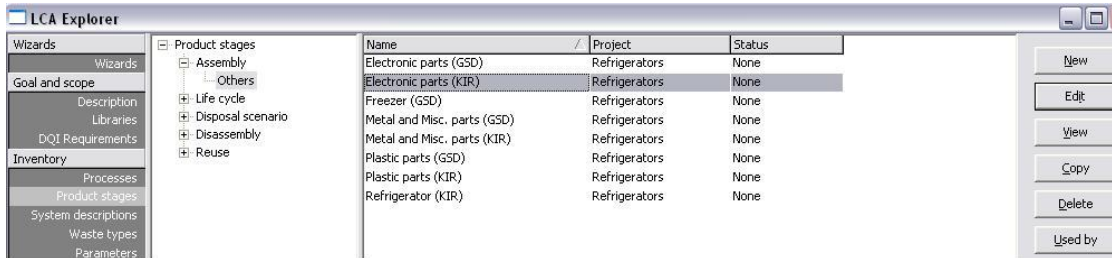 LCA Explorer
Wizards
Wizards
Goal and scope
Description
Libraries
DQI Requirements
Inventory
Processes
Product stages
System descriptions
Waste types
Parameters
Product stages
Assembly
Others
Life cycle
Disposal scenario
Disassembly
Reuse
Name Project Status
Electronic parts (GSD) Refrigerators None
Electronic parts (KIR) Refrigerators None
Freezer (GSD) Refrigerators None
Metal and Misc. parts (GSD) Refrigerators None
Metal and Misc. parts (KIR) Refrigerators None
Plastic parts (GSD) Refrigerators None
Plastic parts (KIR) Refrigerators None
Refrigerator (KIR) Refrigerators None
New
Edit
View
Copy
Delete
Used by